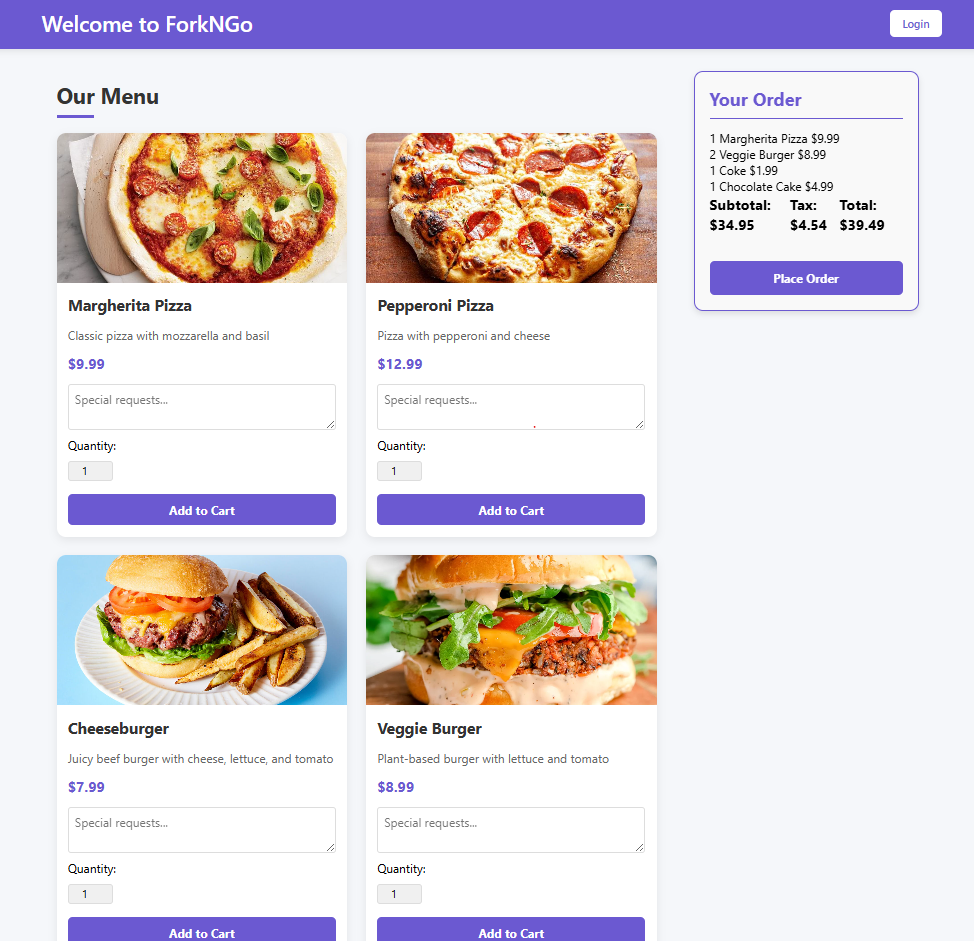 Welcome to ForkNGo
Login
Our Menu
Margherita Pizza
Classic pizza with mozzarella and basil
$9.99
Special requests...
Quantity:
1
Add to Cart
Pepperoni Pizza
Pizza with pepperoni and cheese
$12.99
Special requests...
Quantity:
1
Add to Cart
Cheeseburger
Juicy beef burger with cheese, lettuce, and tomato
$7.99
Special requests...
Quantity:
1
Add to Cart
Veggie Burger
Plant-based burger with lettuce and tomato
$8.99
Special requests...
Quantity:
1
Add to Cart
Your Order
1 Margherita Pizza $9.99
2 Veggie Burger $8.99
1 Coke $1.99
1 Chocolate Cake $4.99
Subtotal: Tax: Total:
$34.95 $4.54 $39.49
Place Order